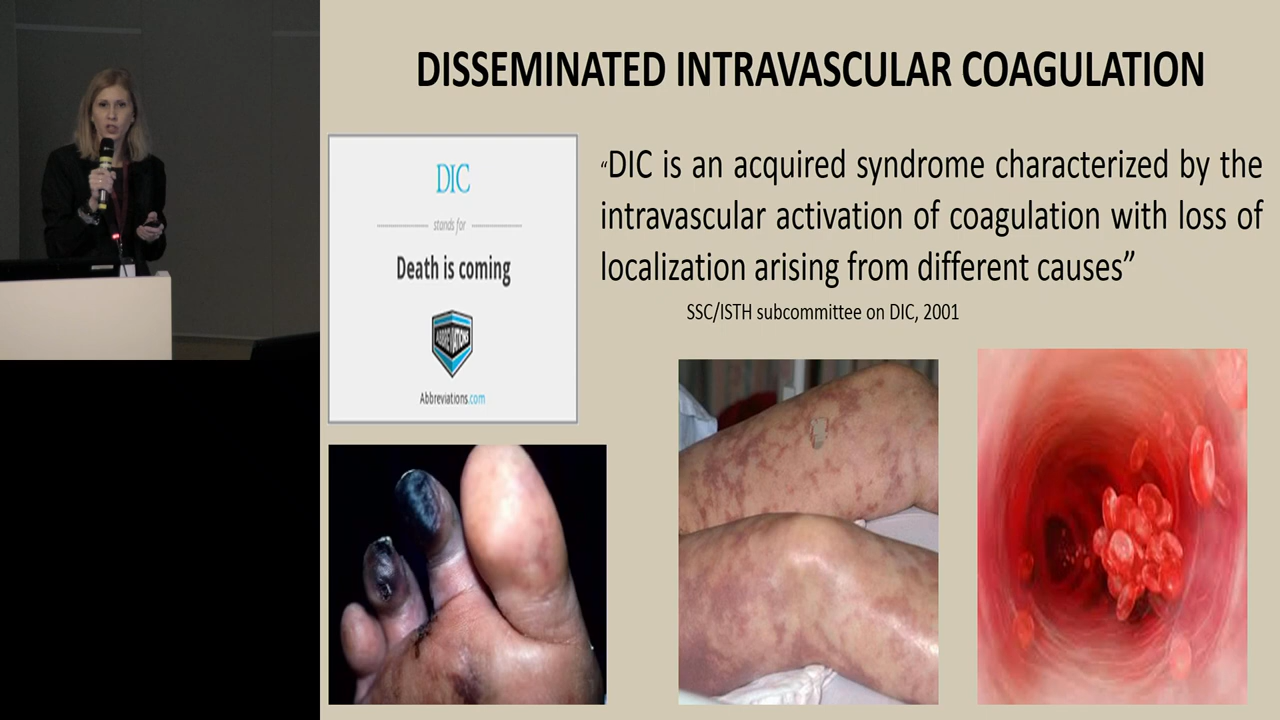 DISSEMINATED INTRAVASCULAR COAGULATION
DIC
stands for
Death is coming
ABBREVIATIONS
Abbreviations.com
“DIC is an acquired syndrome characterized by the
intravascular activation of coagulation with loss of
localization arising from different causes”
SSC/ISTH subcommittee on DIC, 2001